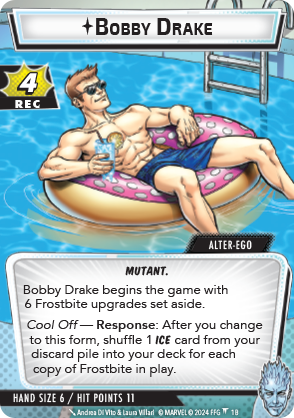 BOBBY DRAKE
4
REC
ALTER-EGO
MUTANT.
Bobby Drake begins the game with
6 Frostbite upgrades set aside.
Cool Off — Response: After you change
to this form, shuffle 1 ICE card from your
discard pile into your deck for each
copy of Frostbite in play.
HAND SIZE 6 / HIT POINTS 11
Andrea Di Vito & Laura Villari © MARVEL © 2024 FFG 18